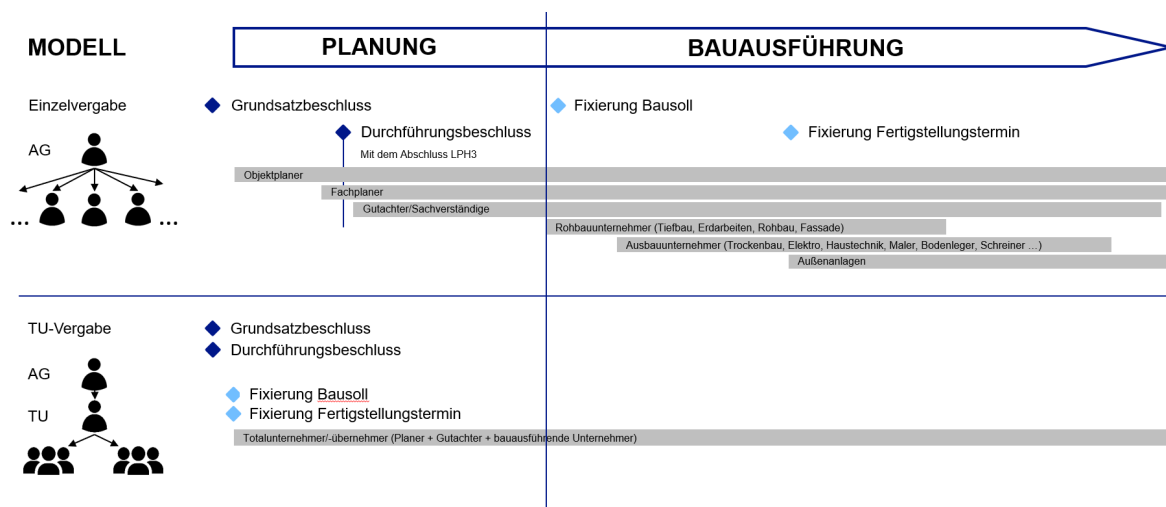 MODELL
PLANUNG
BAUAUSFÜHRUNG
Einzelvergabe
Grundsatzbeschluss
Fixierung Bausoll
AG
Durchführungsbeschluss
Fixierung Fertigstellungstermin
Mit dem Abschluss LPH3
Objektplaner
Fachplaner
Gutachter/Sachverständige
... ...
Rohbauunternehmer (Tiefbau, Erdarbeiten, Rohbau, Fassade)
Ausbauunternehmer (Trockenbau, Elektro, Haustechnik, Maler, Bodenleger, Schreiner ...)
Außenanlagen
TU-Vergabe
Grundsatzbeschluss
Durchführungsbeschluss
AG
Fixierung Bausoll
TU
Fixierung Fertigstellungstermin
Totalunternehmer/-übernehmer (Planer + Gutachter + bauausführende Unternehmer)